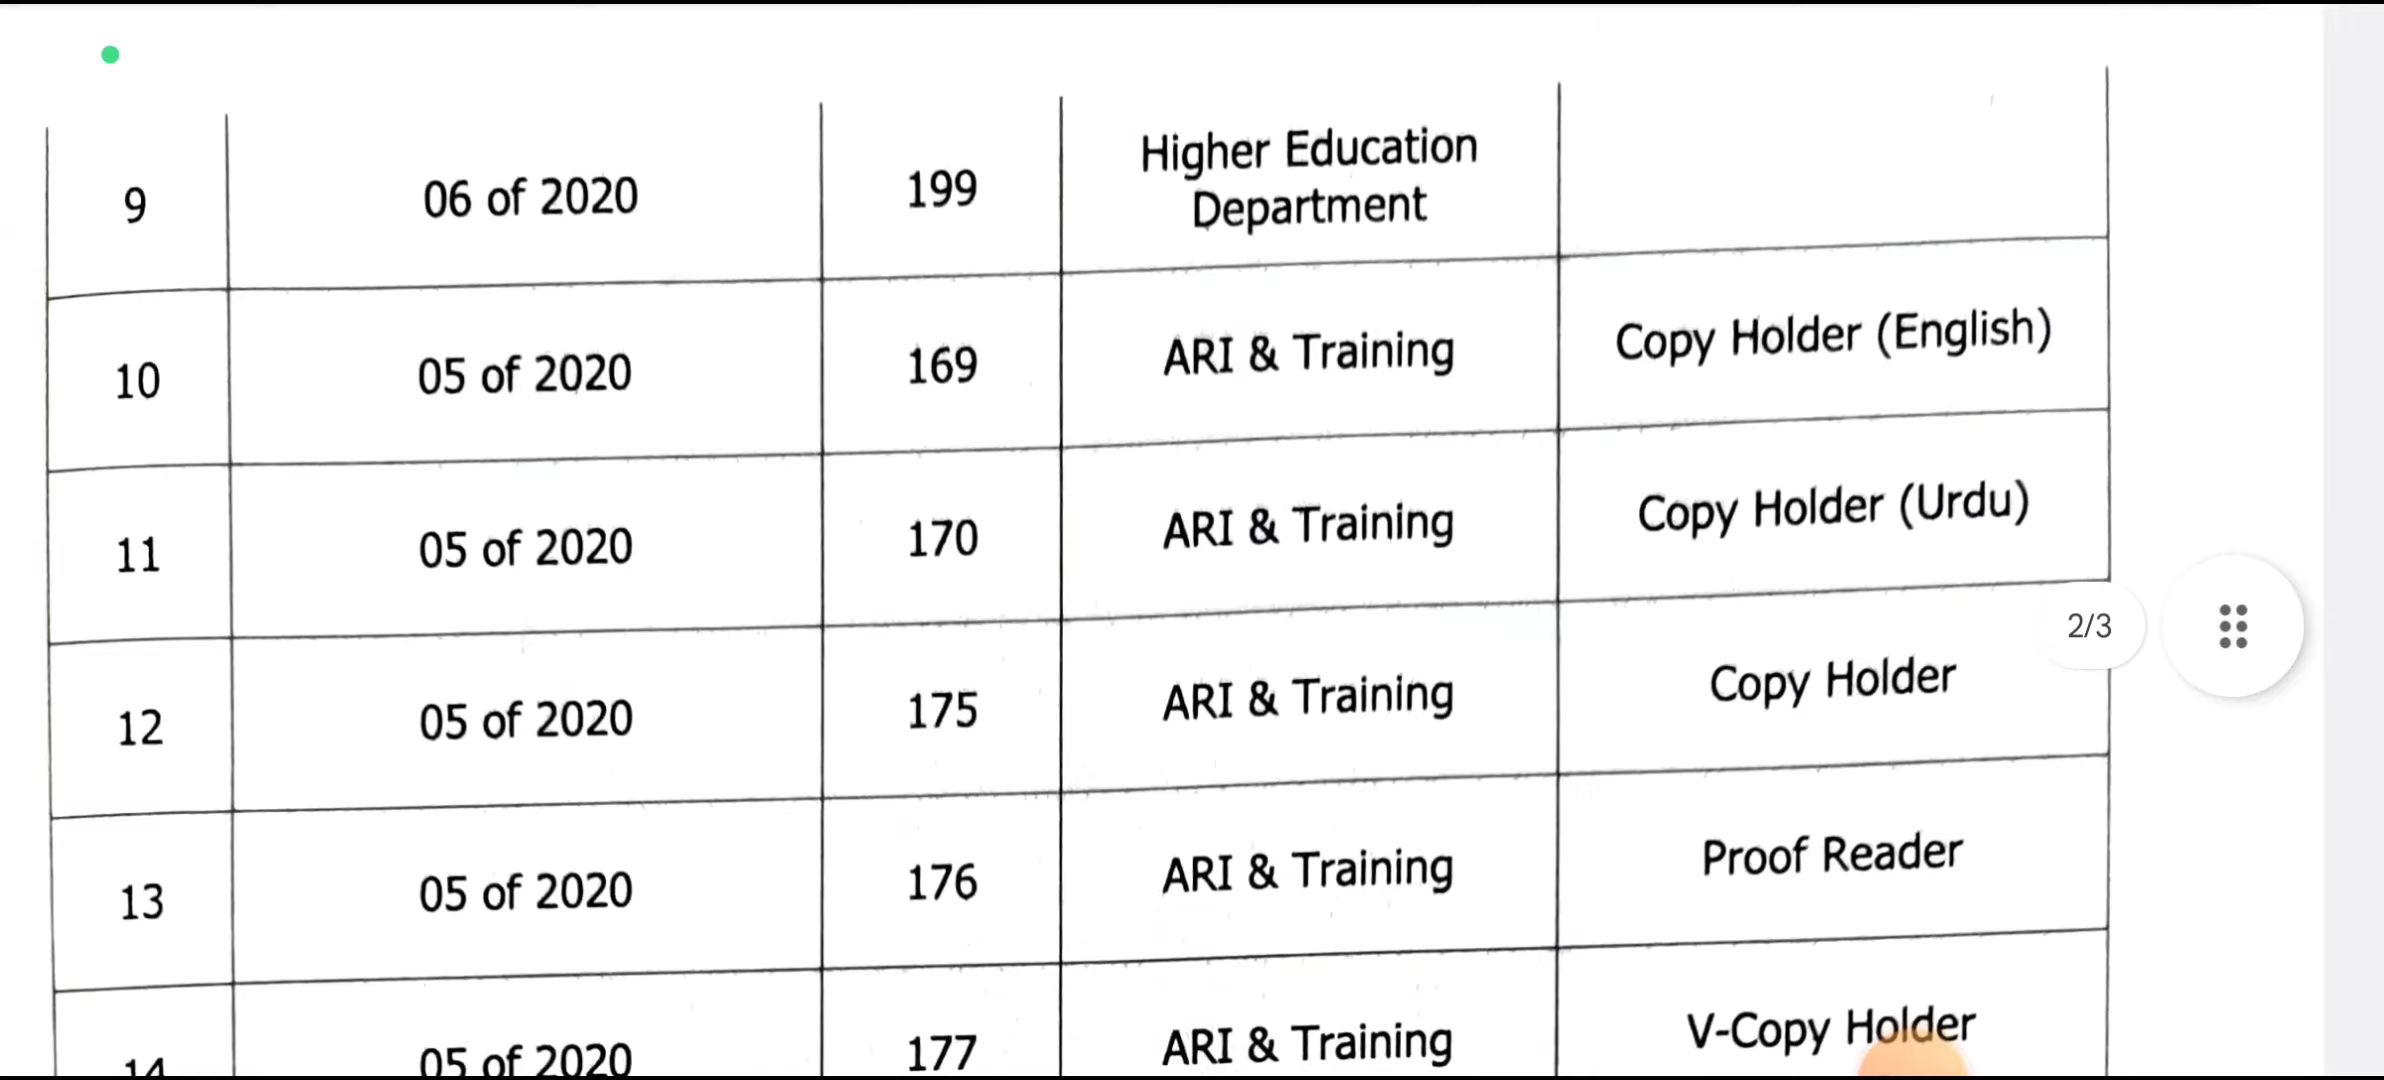 9 06 of 2020 199 Higher Education
Department
10 05 of 2020 169 ARI & Training Copy Holder (English)
11 05 of 2020 170 ARI & Training Copy Holder (Urdu)
2/3
12 05 of 2020 175 ARI & Training Copy Holder
13 05 of 2020 176 ARI & Training Proof Reader
14 05 of 2020 177 ARI & Training V-Copy Holder